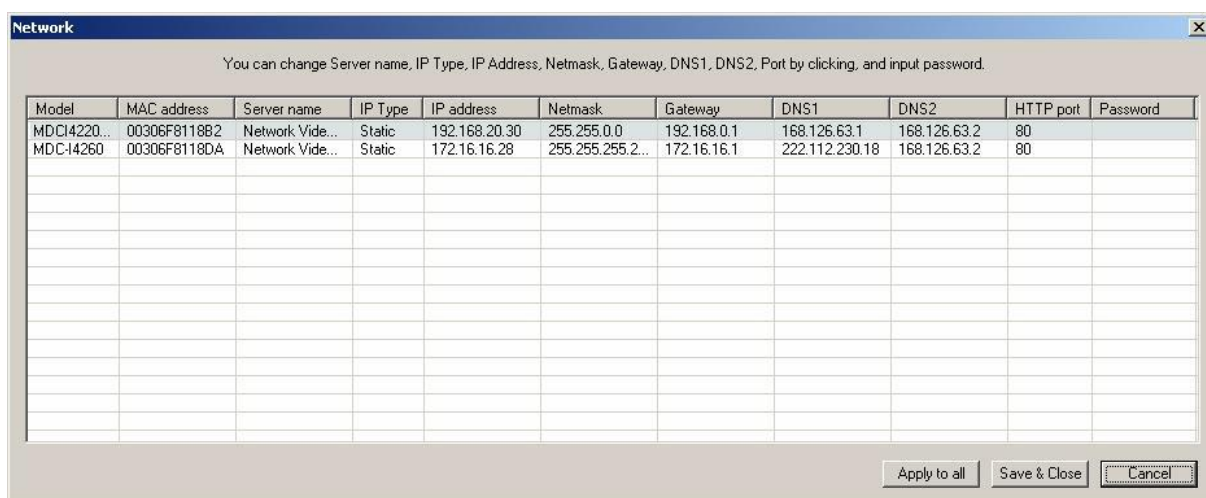 Network
You can change Server name, IP Type, IP Address, Netmask, Gateway, DNS1, DNS2, Port by clicking, and input password.
Model MAC address Server name IP Type IP address Netmask Gateway DNS1 DNS2 HTTP port Password
MDCI4220... 00306F8118B2 Network Vide... Static 192.168.20.30 255.255.0.0 192.168.0.1 168.126.63.1 168.126.63.2 80
MDC-I4260 00306F8118DA Network Vide... Static 172.16.16.28 255.255.255.2... 172.16.16.1 222.112.230.18 168.126.63.2 80
Apply to all Save & Close Cancel